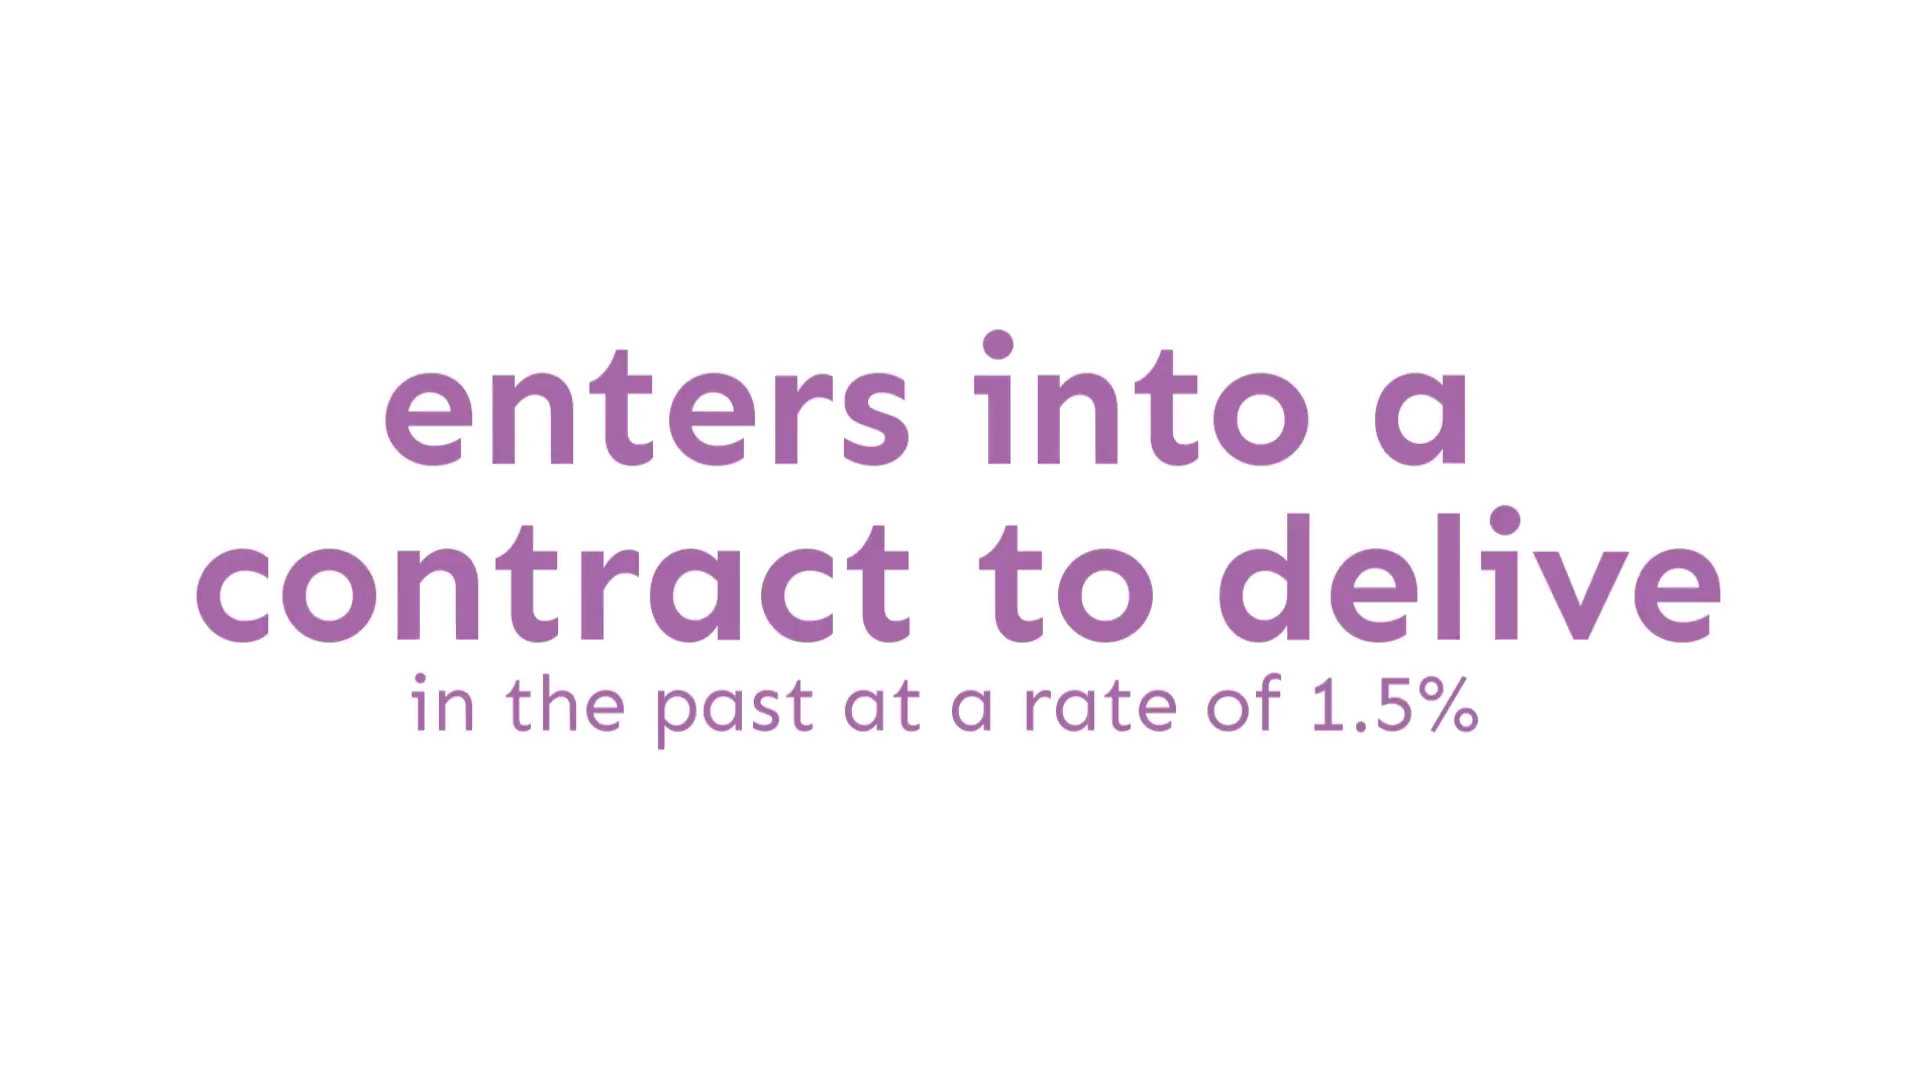 enters into a
contract to delive
in the past at a rate of 1.5%